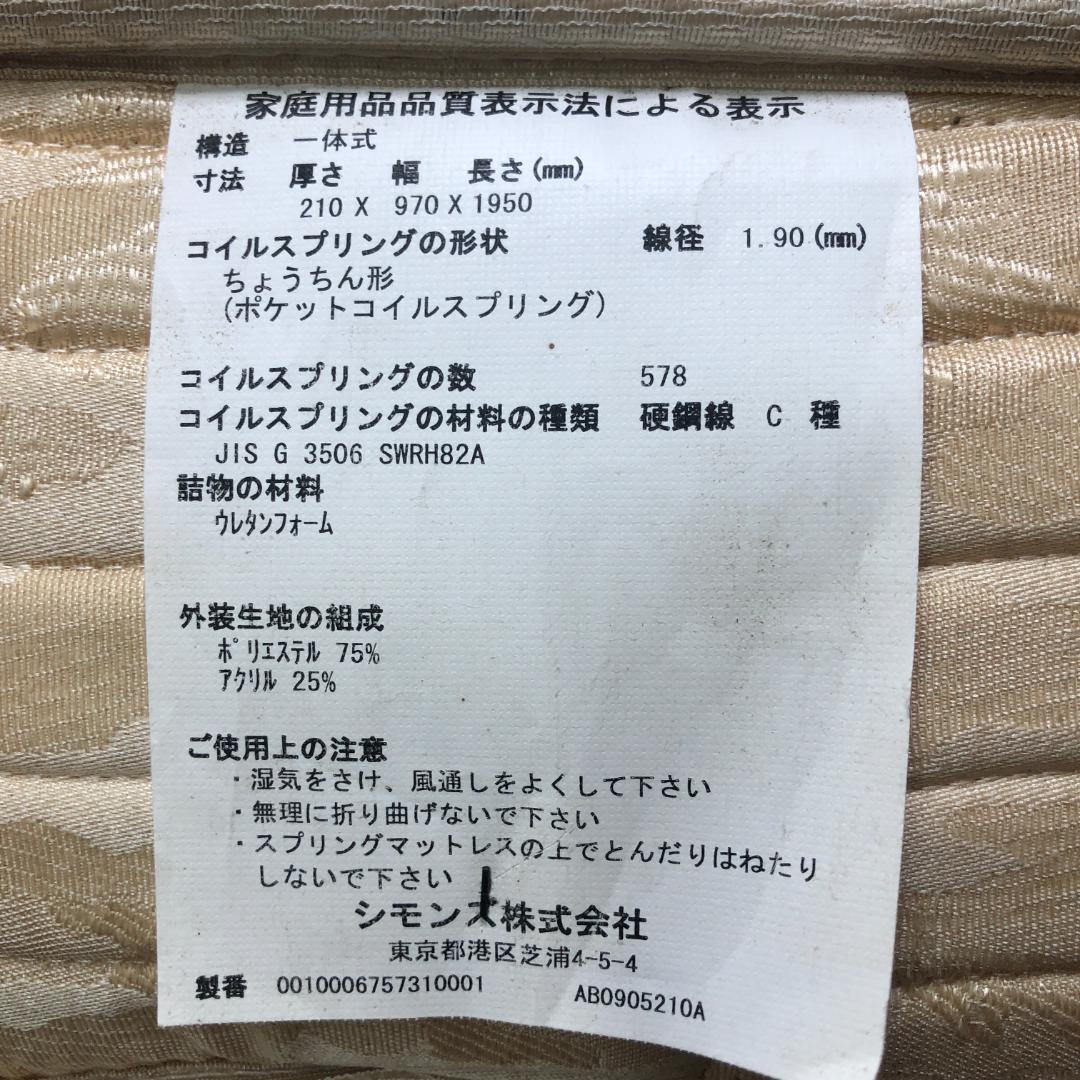 家庭用品品質表示法による表示
構造 一体式
寸法 厚さ 幅 長さ(mm)
210 X 970 X 1950
コイルスプリングの形状 線径 1.90(mm)
ちょうちん形
(ポケットコイルスプリング)
コイルスプリングの数 578
コイルスプリングの材料の種類 硬鋼線 C 種
JIS G 3506 SWRH82A
詰物の材料
ウレタンフォーム
外装生地の組成
ポリエステル 75%
アクリル 25%
ご使用上の注意
・湿気をさけ、風通しをよくして下さい
・無理に折り曲げないで下さい
・スプリングマットレスの上でとんだりはねたり
しないで下さい
シモンズ株式会社
東京都港区芝浦4-5-4
製番 0010006757310001 AB0905210A